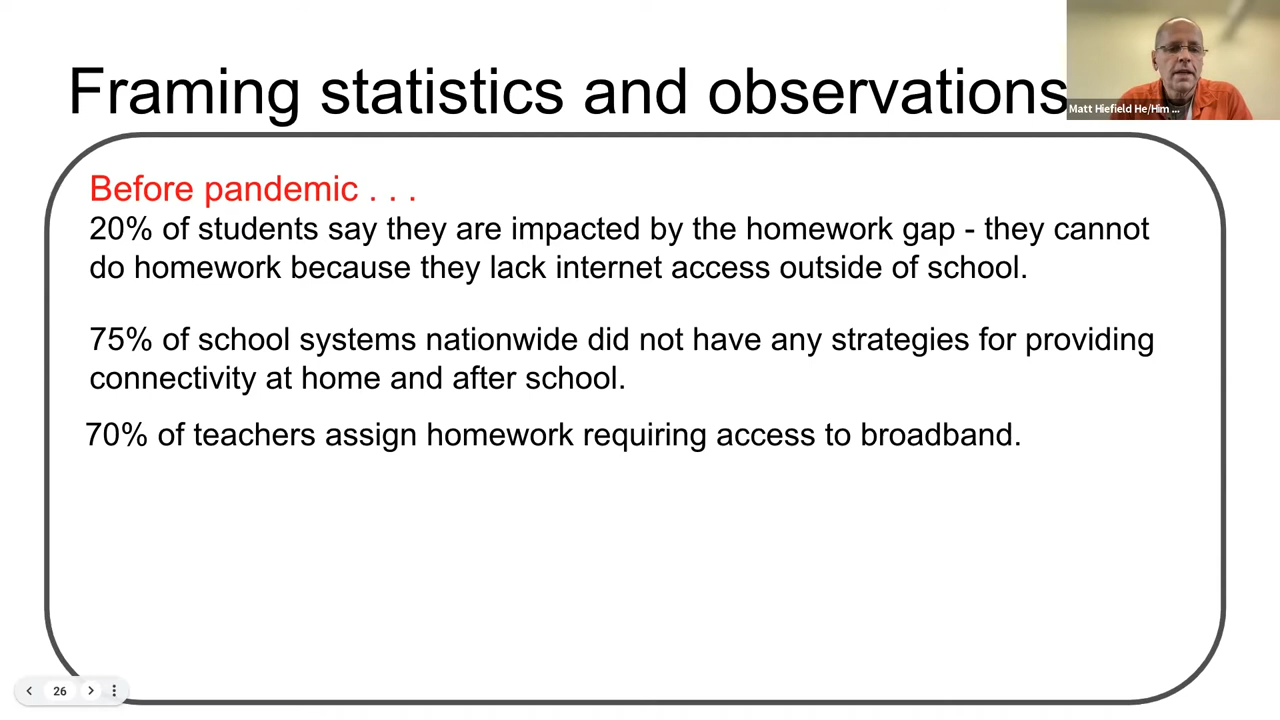 Framing statistics and observations
Matt Hiefield He/Him ...
Before pandemic . . .
20% of students say they are impacted by the homework gap - they cannot
do homework because they lack internet access outside of school.
75% of school systems nationwide did not have any strategies for providing
connectivity at home and after school.
70% of teachers assign homework requiring access to broadband.
26